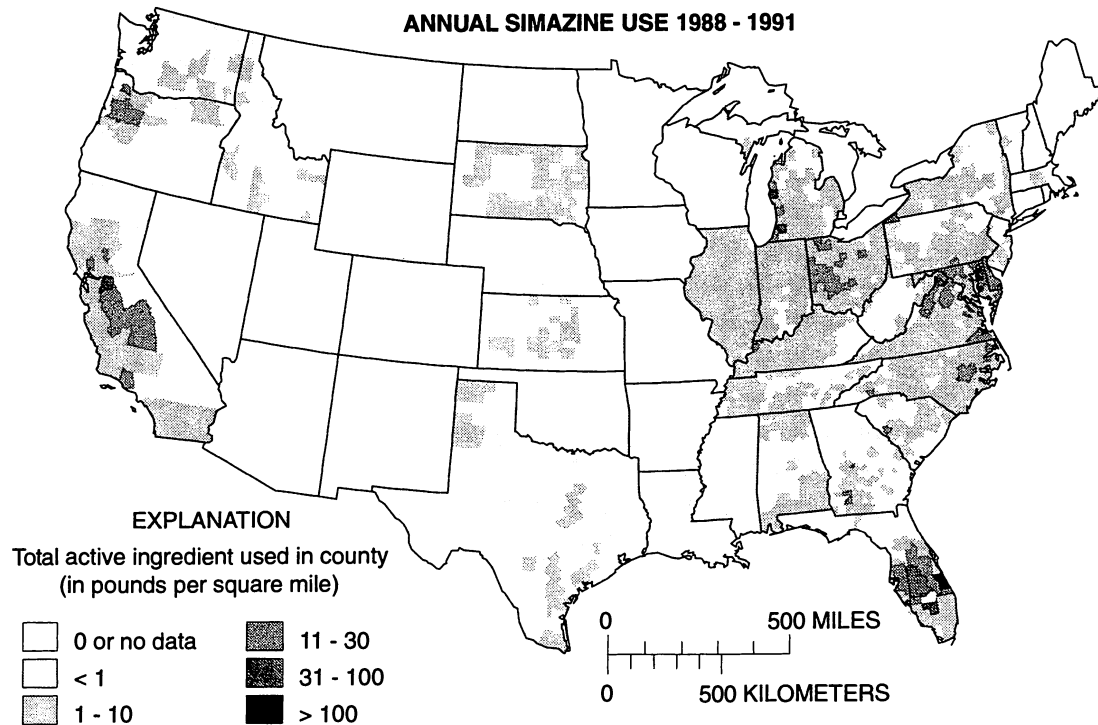 ANNUAL SIMAZINE USE 1988 - 1991
EXPLANATION
Total active ingredient used in county
(in pounds per square mile)
0 or no data
< 1
1 - 10
11 - 30
31 - 100
> 100
0 500 MILES
0 500 KILOMETERS